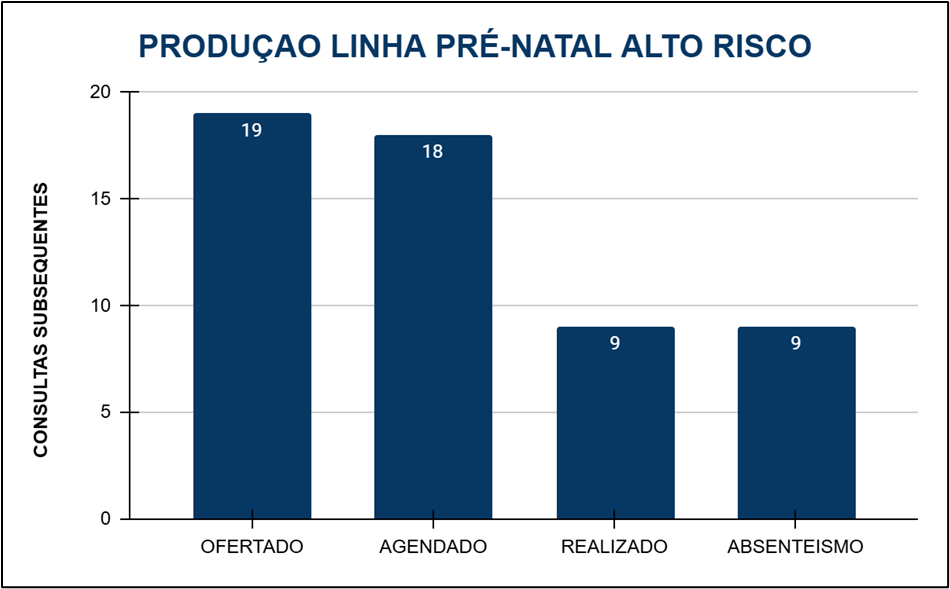 PRODUÇAO LINHA PRÉ-NATAL ALTO RISCO
CONSULTAS SUBSEQUENTES
20
15
10
5
0
19
18
9
9
OFERTADO
AGENDADO
REALIZADO
ABSENTEISMO